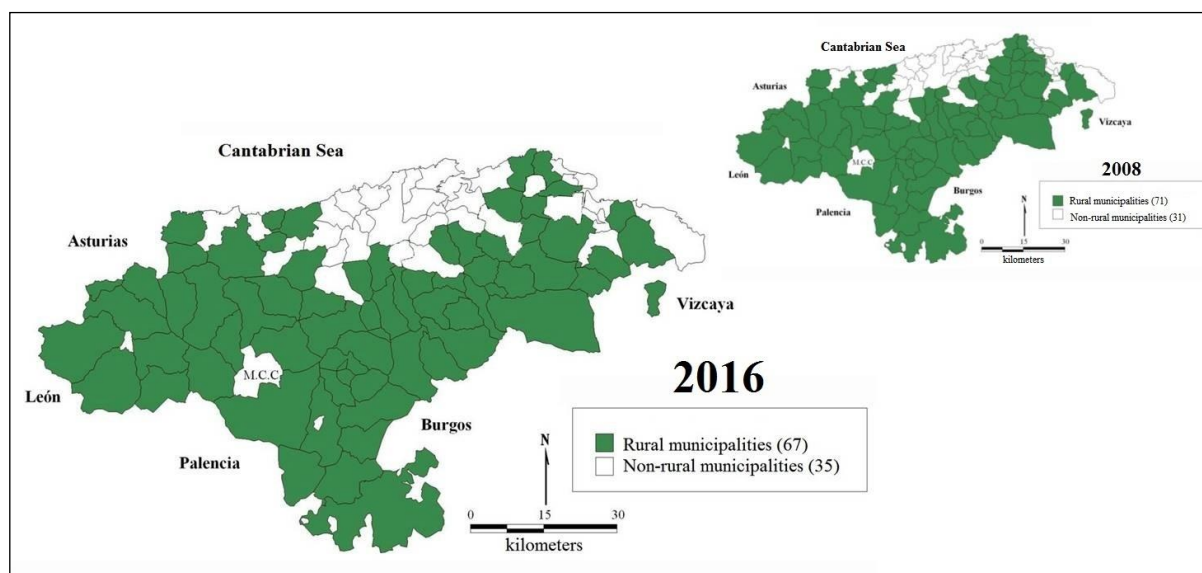 Cantabrian Sea
Asturias
León
Palencia
Burgos
Vizcaya
M.C.C
2016
Rural municipalities (67)
Non-rural municipalities (35)
N
0 15 30
kilometers
Cantabrian Sea
Asturias
León
Palencia
Burgos
Vizcaya
M.C.C
2008
Rural municipalities (71)
Non-rural municipalities (31)
N
0 15 30
kilometers